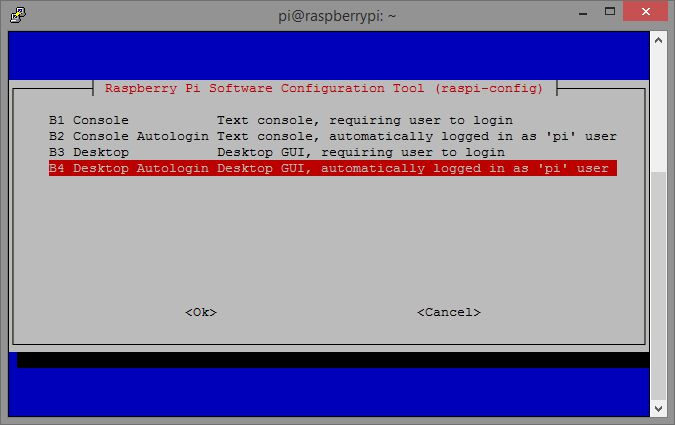 pi@raspberrypi: ~
Raspberry Pi Software Configuration Tool (raspi-config)
B1 Console Text console, requiring user to login
B2 Console Autologin Text console, automatically logged in as 'pi' user
B3 Desktop Desktop GUI, requiring user to login
B4 Desktop Autologin Desktop GUI, automatically logged in as 'pi' user
<Ok> <Cancel>